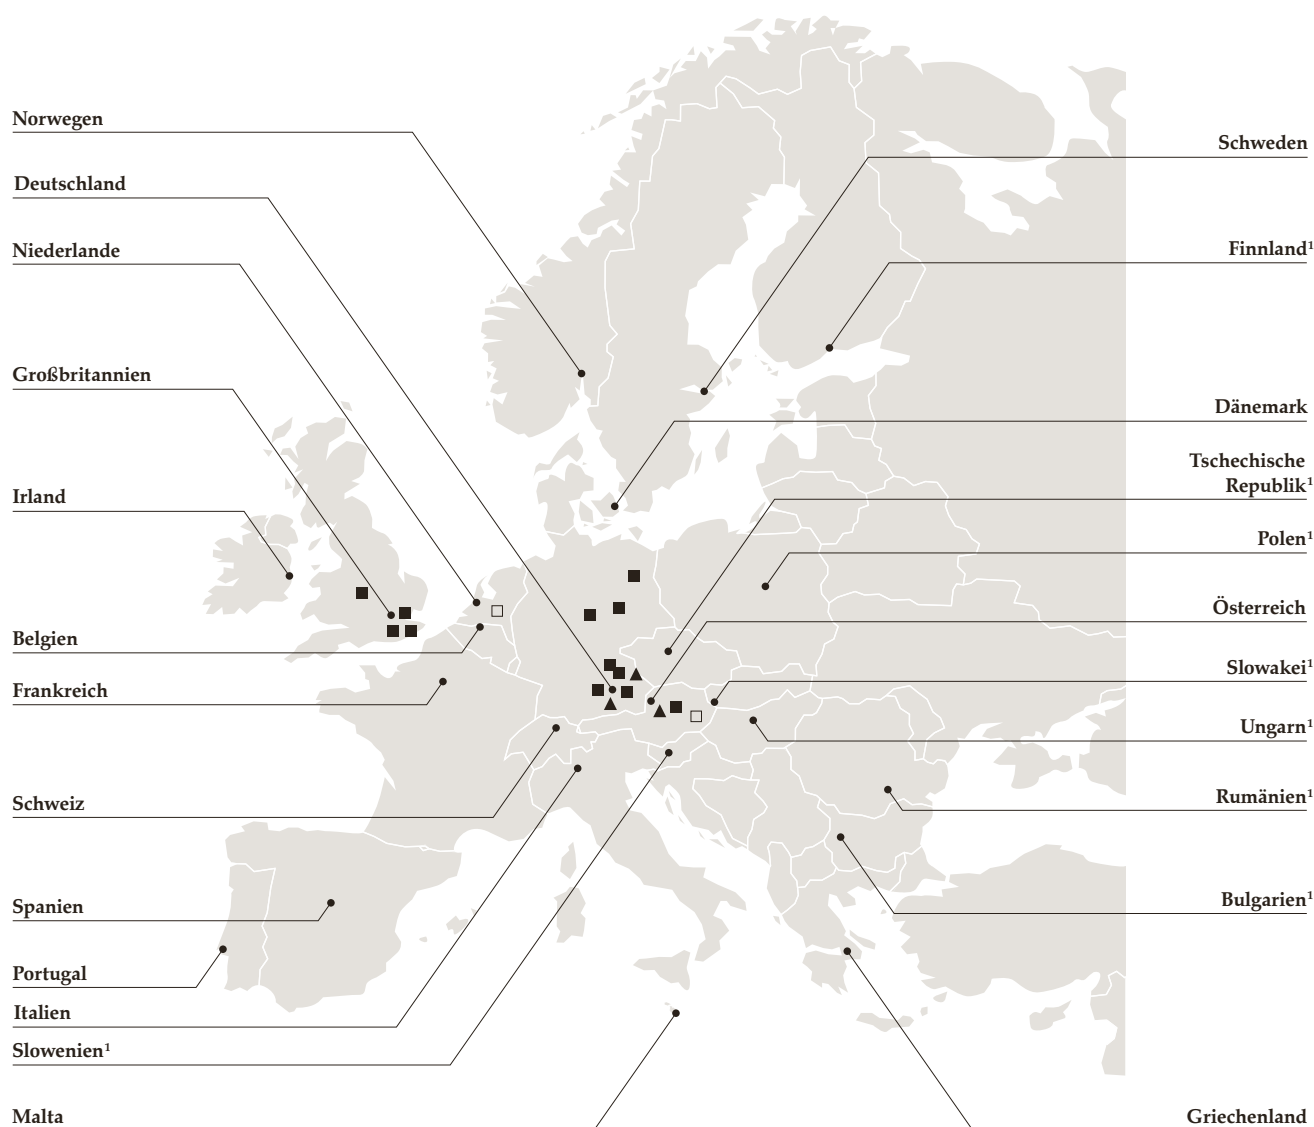 Norwegen
Deutschland
Niederlande
Großbritannien
Irland
Belgien
Frankreich
Schweiz
Spanien
Portugal
Italien
Slowenien¹
Malta
Schweden
Finnland¹
Dänemark
Tschechische
Republik¹
Polen¹
Österreich
Slowakei¹
Ungarn¹
Rumänien¹
Bulgarien¹
Griechenland